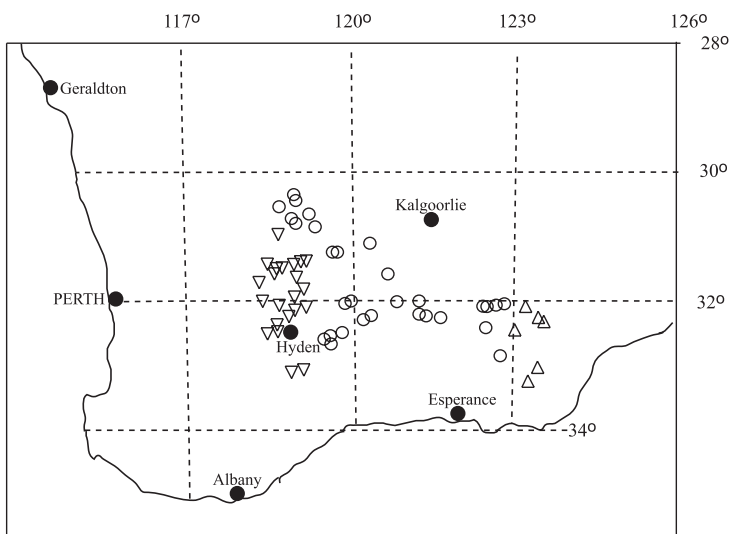 117° 120° 123° 126°
28°
Geraldton
30°
Kalgoorlie
PERTH
32°
Hyden
Esperance
34°
Albany